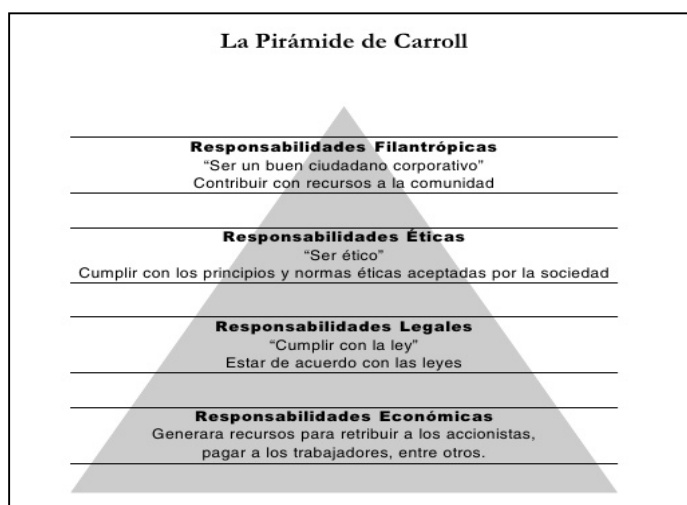 La Pirámide de Carroll
Responsabilidades Filantrópicas
“Ser un buen ciudadano corporativo”
Contribuir con recursos a la comunidad
Responsabilidades Éticas
“Ser ético”
Cumplir con los principios y normas éticas aceptadas por la sociedad
Responsabilidades Legales
“Cumplir con la ley”
Estar de acuerdo con las leyes
Responsabilidades Económicas
Generara recursos para retribuir a los accionistas,
pagar a los trabajadores, entre otros.